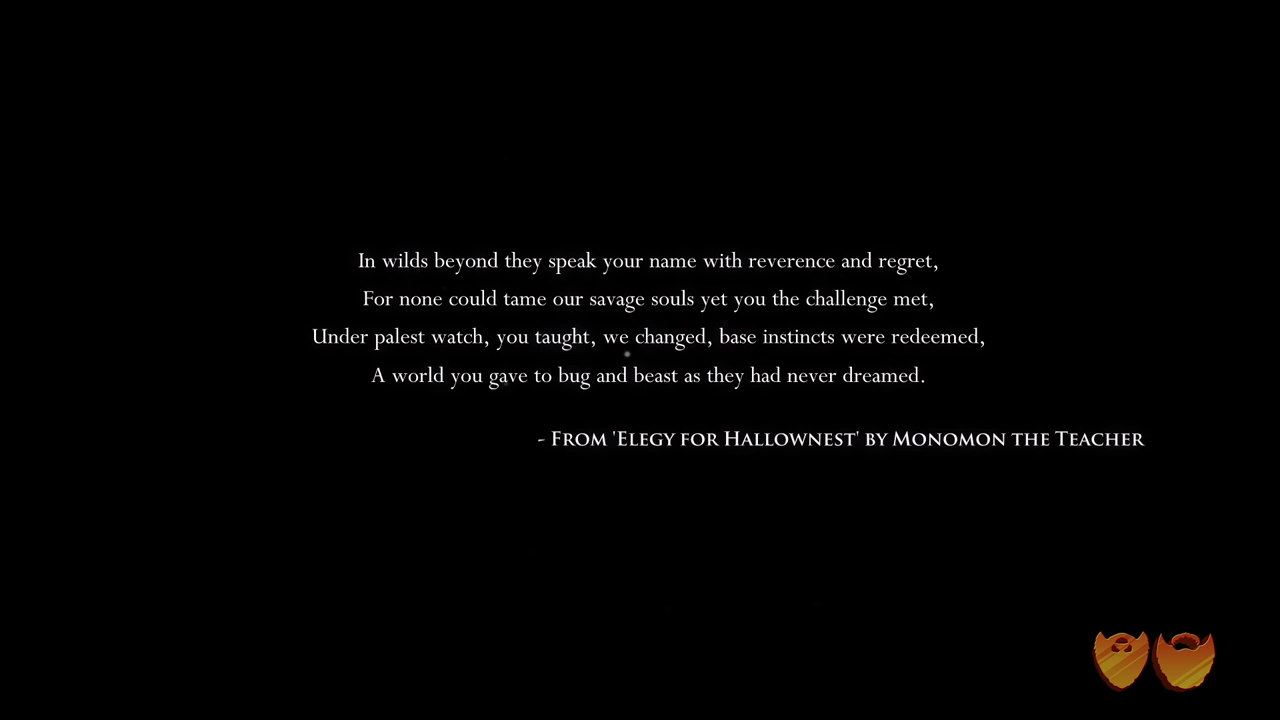 In wilds beyond they speak your name with reverence and regret,
For none could tame our savage souls yet you the challenge met,
Under palest watch, you taught, we changed, base instincts were redeemed,
A world you gave to bug and beast as they had never dreamed.
- From 'Elegy for Hallownest' by Monomon the Teacher